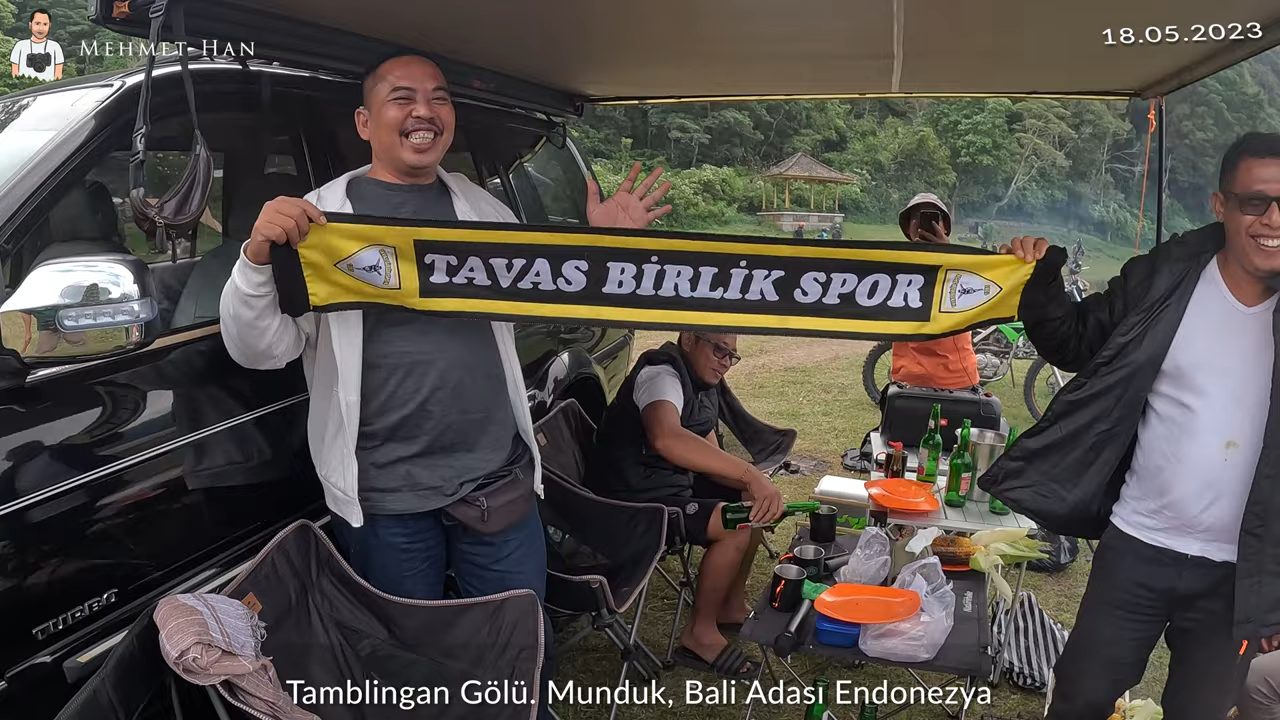 MEHMET-HAN
18.05.2023
TAVAS BİRLİK SPOR
TURBO
Tamblingan Gölü. Munduk, Bali Adası Endonezya